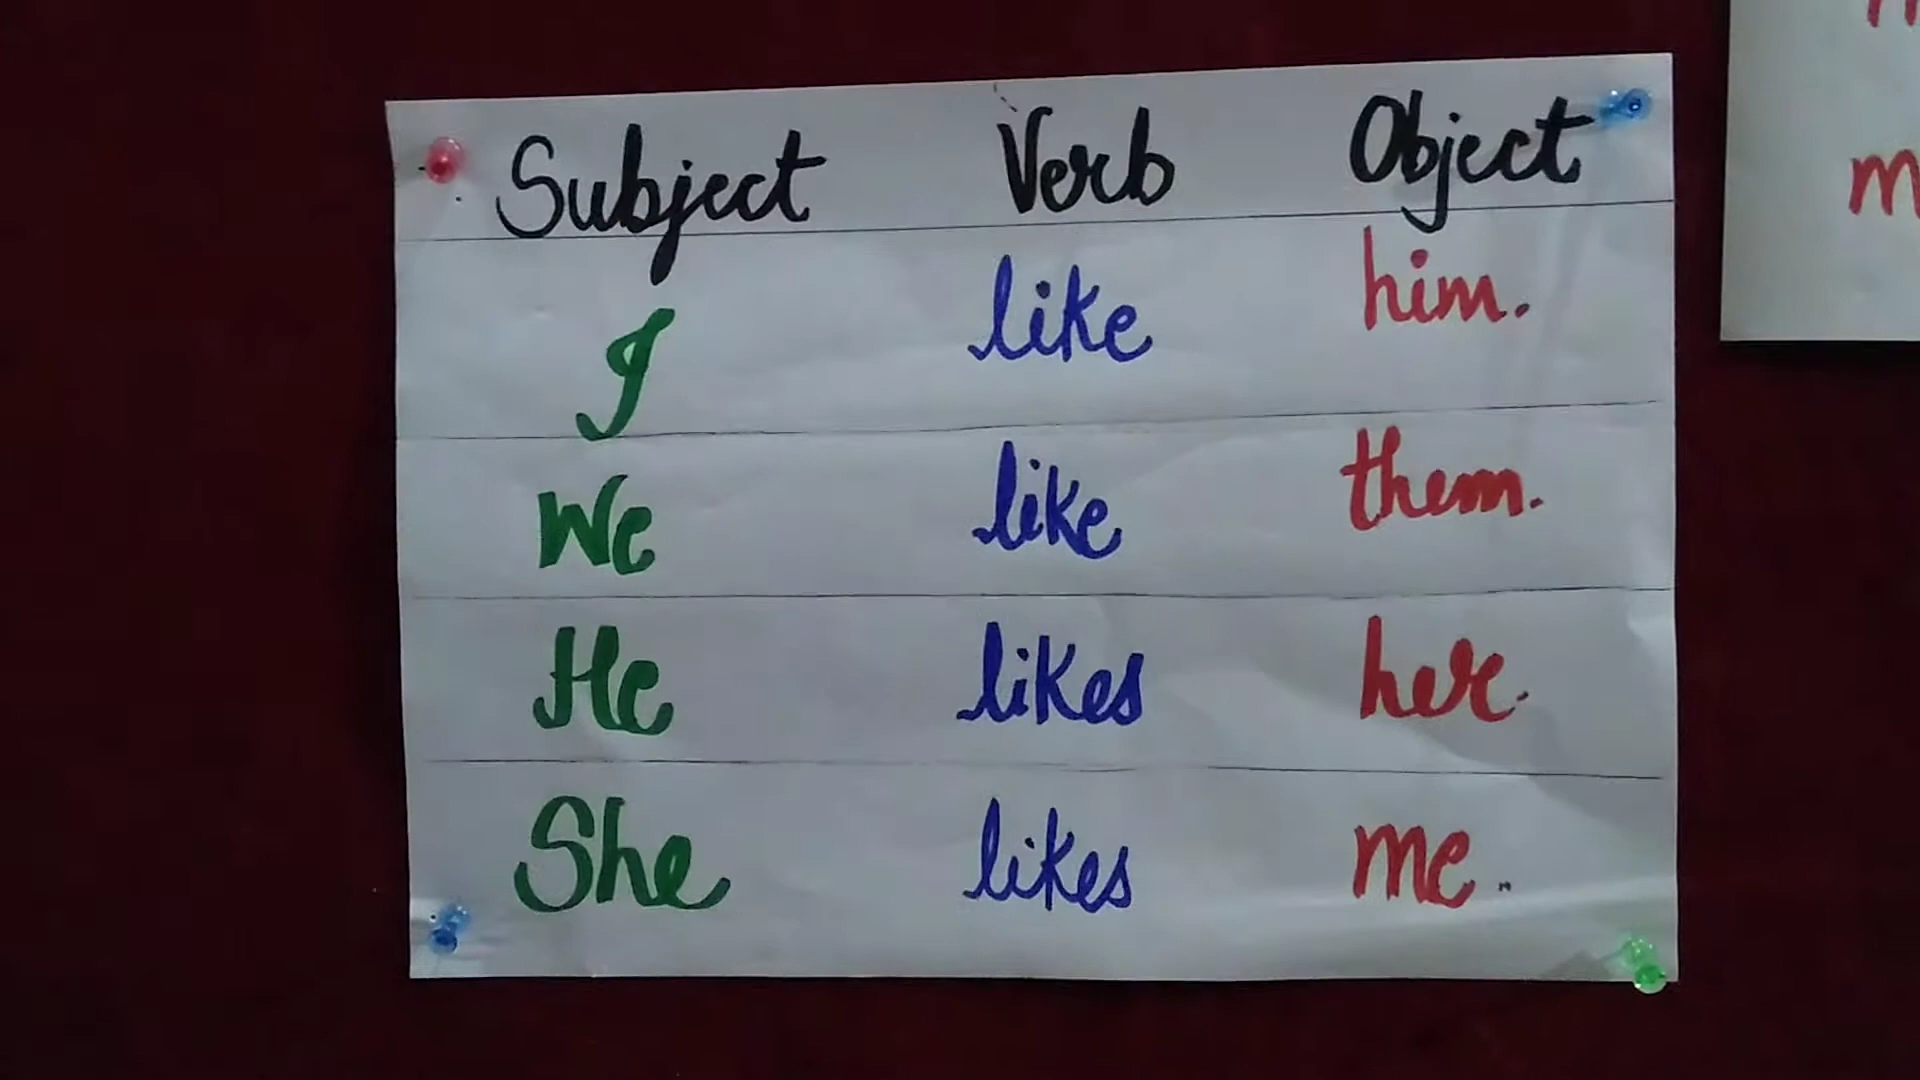 Subject Verb Object
I like him.
We like them.
He likes her.
She likes me.
m